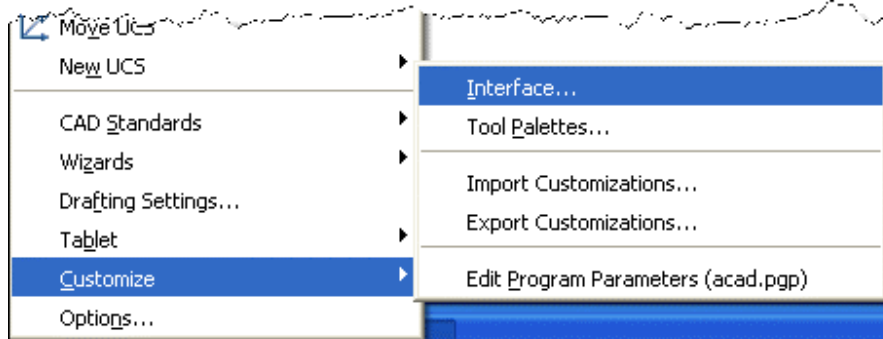 Move UCS
New UCS
CAD Standards
Wizards
Drafting Settings...
Tablet
Customize
Options...
Interface...
Tool Palettes...
Import Customizations...
Export Customizations...
Edit Program Parameters (acad.pgp)